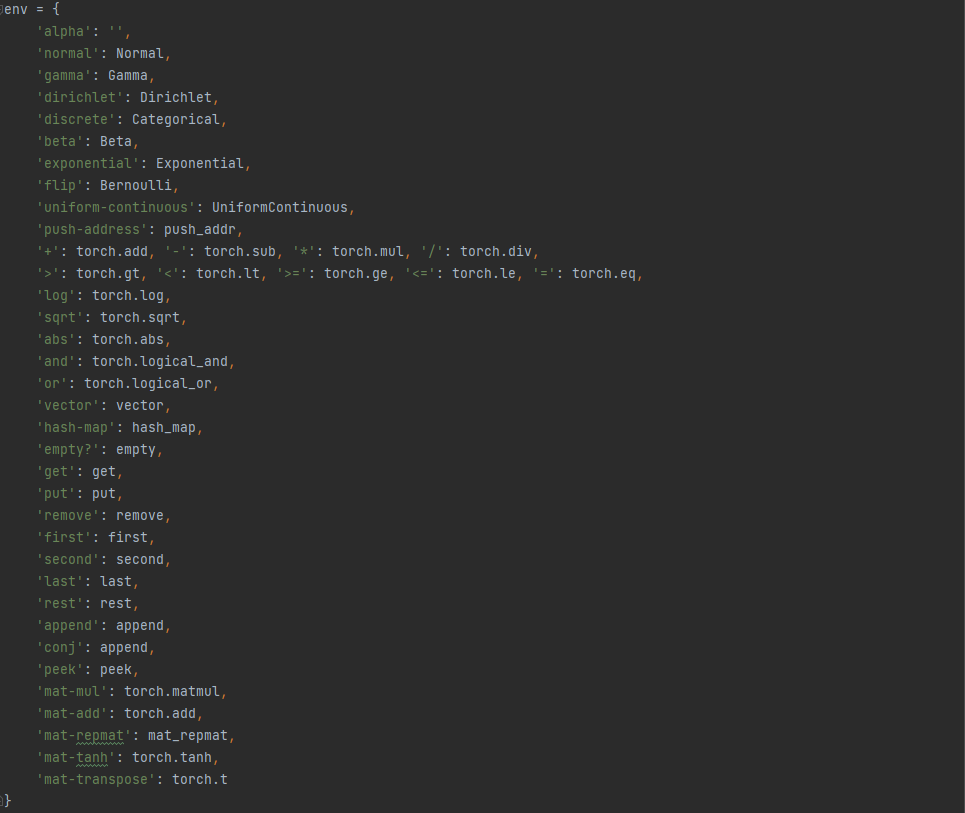 env = {
    'alpha': '',
    'normal': Normal,
    'gamma': Gamma,
    'dirichlet': Dirichlet,
    'discrete': Categorical,
    'beta': Beta,
    'exponential': Exponential,
    'flip': Bernoulli,
    'uniform-continuous': UniformContinuous,
    'push-address': push_addr,
    '+': torch.add, '-': torch.sub, '*': torch.mul, '/': torch.div,
    '>': torch.gt, '<': torch.lt, '>=': torch.ge, '<=': torch.le, '=': torch.eq,
    'log': torch.log,
    'sqrt': torch.sqrt,
    'abs': torch.abs,
    'and': torch.logical_and,
    'or': torch.logical_or,
    'vector': vector,
    'hash-map': hash_map,
    'empty?': empty,
    'get': get,
    'put': put,
    'remove': remove,
    'first': first,
    'second': second,
    'last': last,
    'rest': rest,
    'append': append,
    'conj': append,
    'peek': peek,
    'mat-mul': torch.matmul,
    'mat-add': torch.add,
    'mat-repmat': mat_repmat,
    'mat-tanh': torch.tanh,
    'mat-transpose': torch.t
}